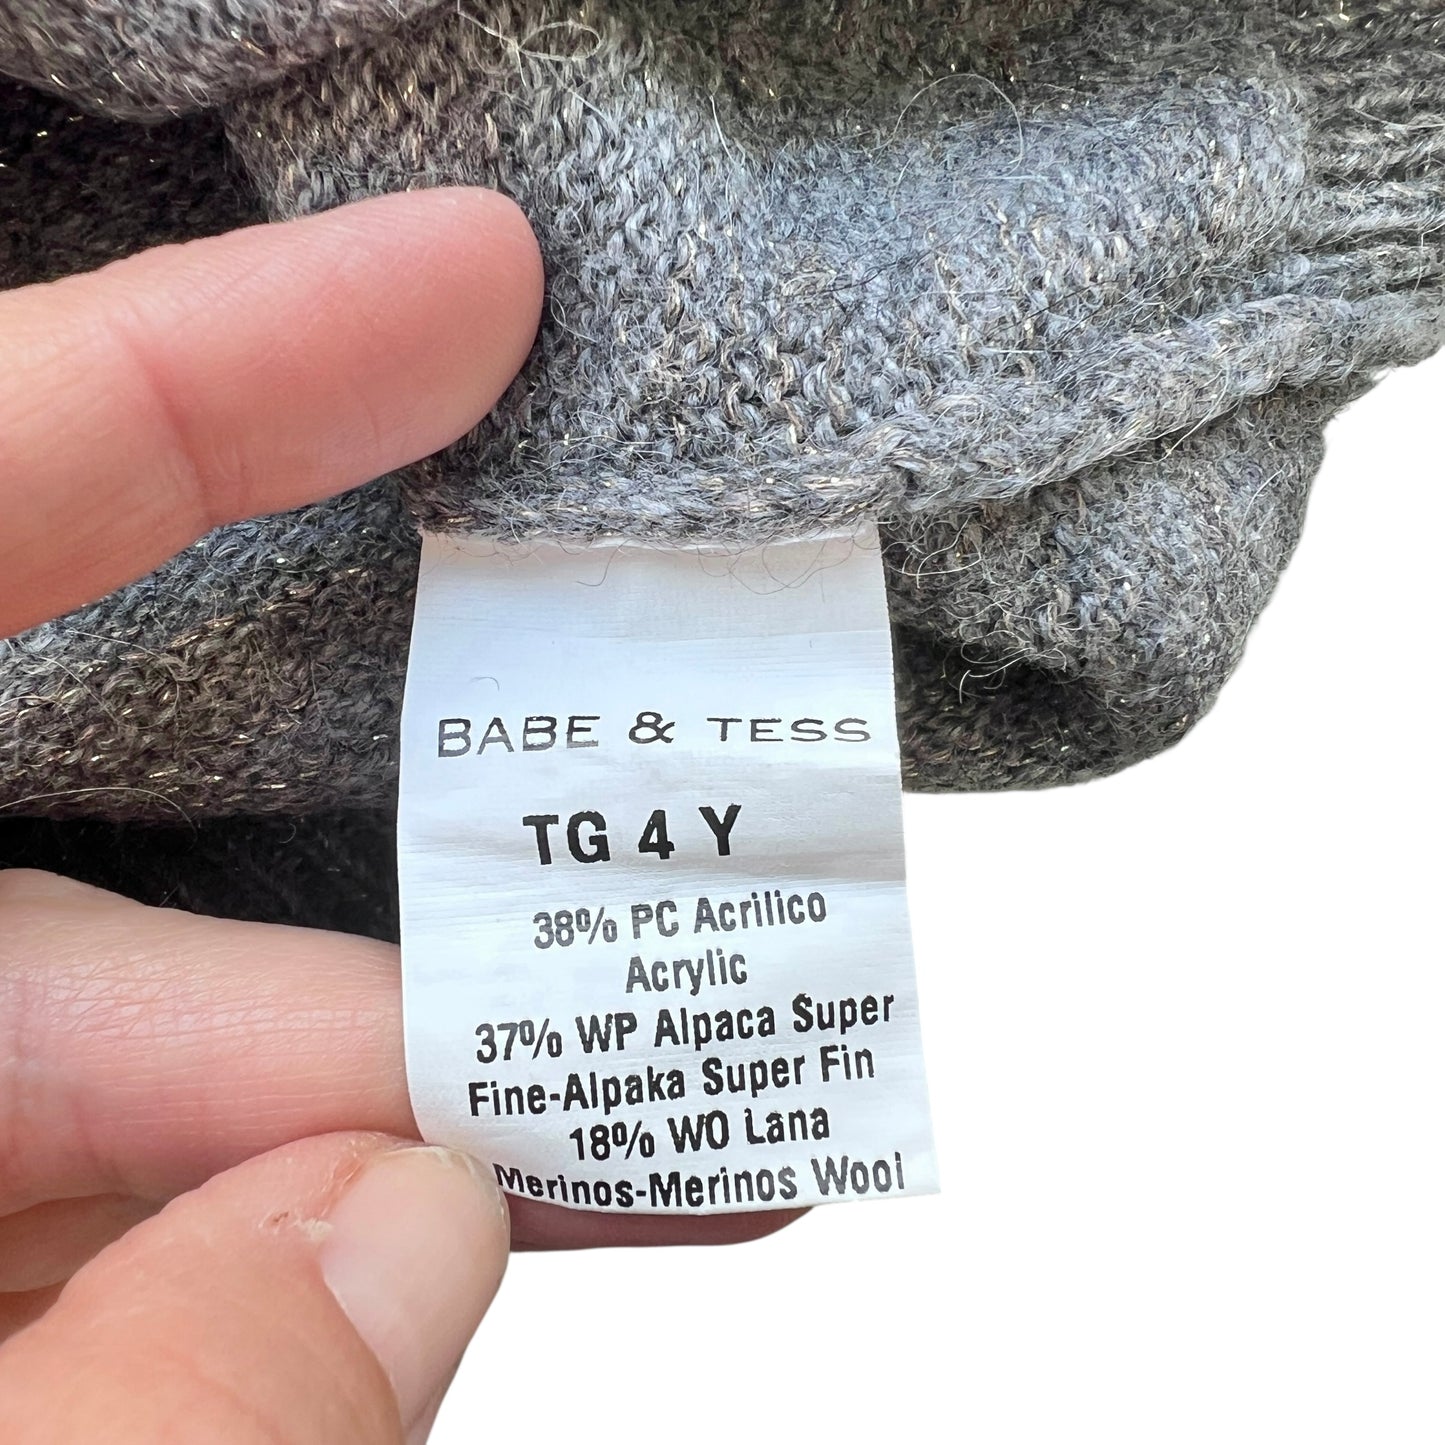 BABE & TESS
TG 4 Y
38% PC Acrilico
Acrylic
37% WP Alpaca Super
Fine-Alpaka Super Fin
18% WO Lana
Merinos-Merinos Wool